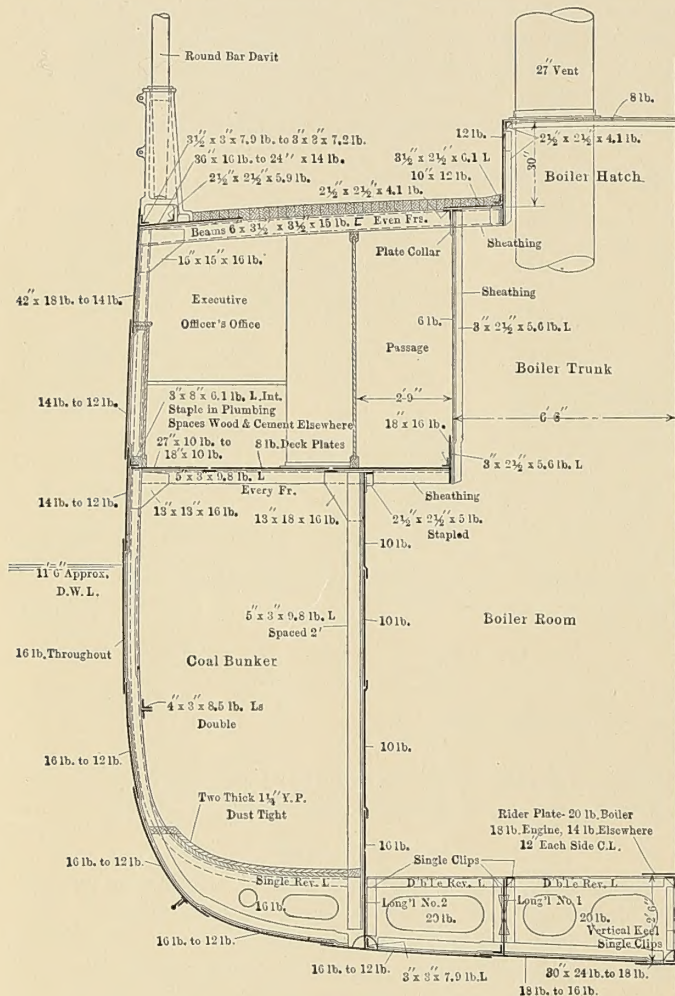 Round Bar Davit
27" Vent
8 lb.
3½" x 3" x 7.9 lb. to 3" x 3" x 7.2 lb.
36" x 16 lb. to 24" x 14 lb.
2½" x 2½" x 5.9 lb.
2½" x 2½" x 4.1 lb.
3½" x 2½" x 6.1 L
10" x 12 lb.
12 lb.
30"
2½" x 2½" x 4.1 lb.
Boiler Hatch
Beams 6 x 3½" x 3½" x 15 lb. C Even Frs.
Plate Collar
Sheathing
15" x 15" x 16 lb.
42" x 18 lb. to 14 lb.
Executive
Officer's Office
Sheathing
6 lb.
3" x 2½" x 5.6 lb. L
Passage
Boiler Trunk
2'-9"
6'-6"
14 lb. to 12 lb.
3" x 3" x 6.1 lb. L. Int.
Staple in Plumbing
Spaces Wood & Cement Elsewhere
18" x 16 lb.
27" x 10 lb. to
18" x 10 lb.
8 lb. Deck Plates
3" x 2½" x 5.6 lb. L
5" x 3" x 9.8 lb. L
Every Fr.
Sheathing
14 lb. to 12 lb.
13" x 13" x 16 lb.
13" x 18 x 16 lb.
2½" x 2½" x 5 lb.
Stapled
10 lb.
11'6" Approx.
D.W.L.
5" x 3" x 9.8 lb. L
Spaced 2'
10 lb.
Boiler Room
16 lb. Throughout
Coal Bunker
4" x 3" x 8.5 lb. Ls
Double
10 lb.
16 lb. to 12 lb.
Two Thick 1¼" Y.P.
Dust Tight
Rider Plate- 20 lb. Boiler
18 lb. Engine, 14 lb. Elsewhere
12" Each Side C.L.
16 lb.
16 lb. to 12 lb.
Single Clips
Single Rev. L
D'b'l'e Rev. L
D'b'l'e Rev. L
16 lb.
Long'l No. 2
20 lb.
Long'l No. 1
20 lb.
2'6"
Vertical Keel
Single Clips
16 lb. to 12 lb.
16 lb. to 12 lb.
3" x 3" x 7.9 lb. L
30" x 24 lb. to 18 lb.
18 lb. to 16 lb.